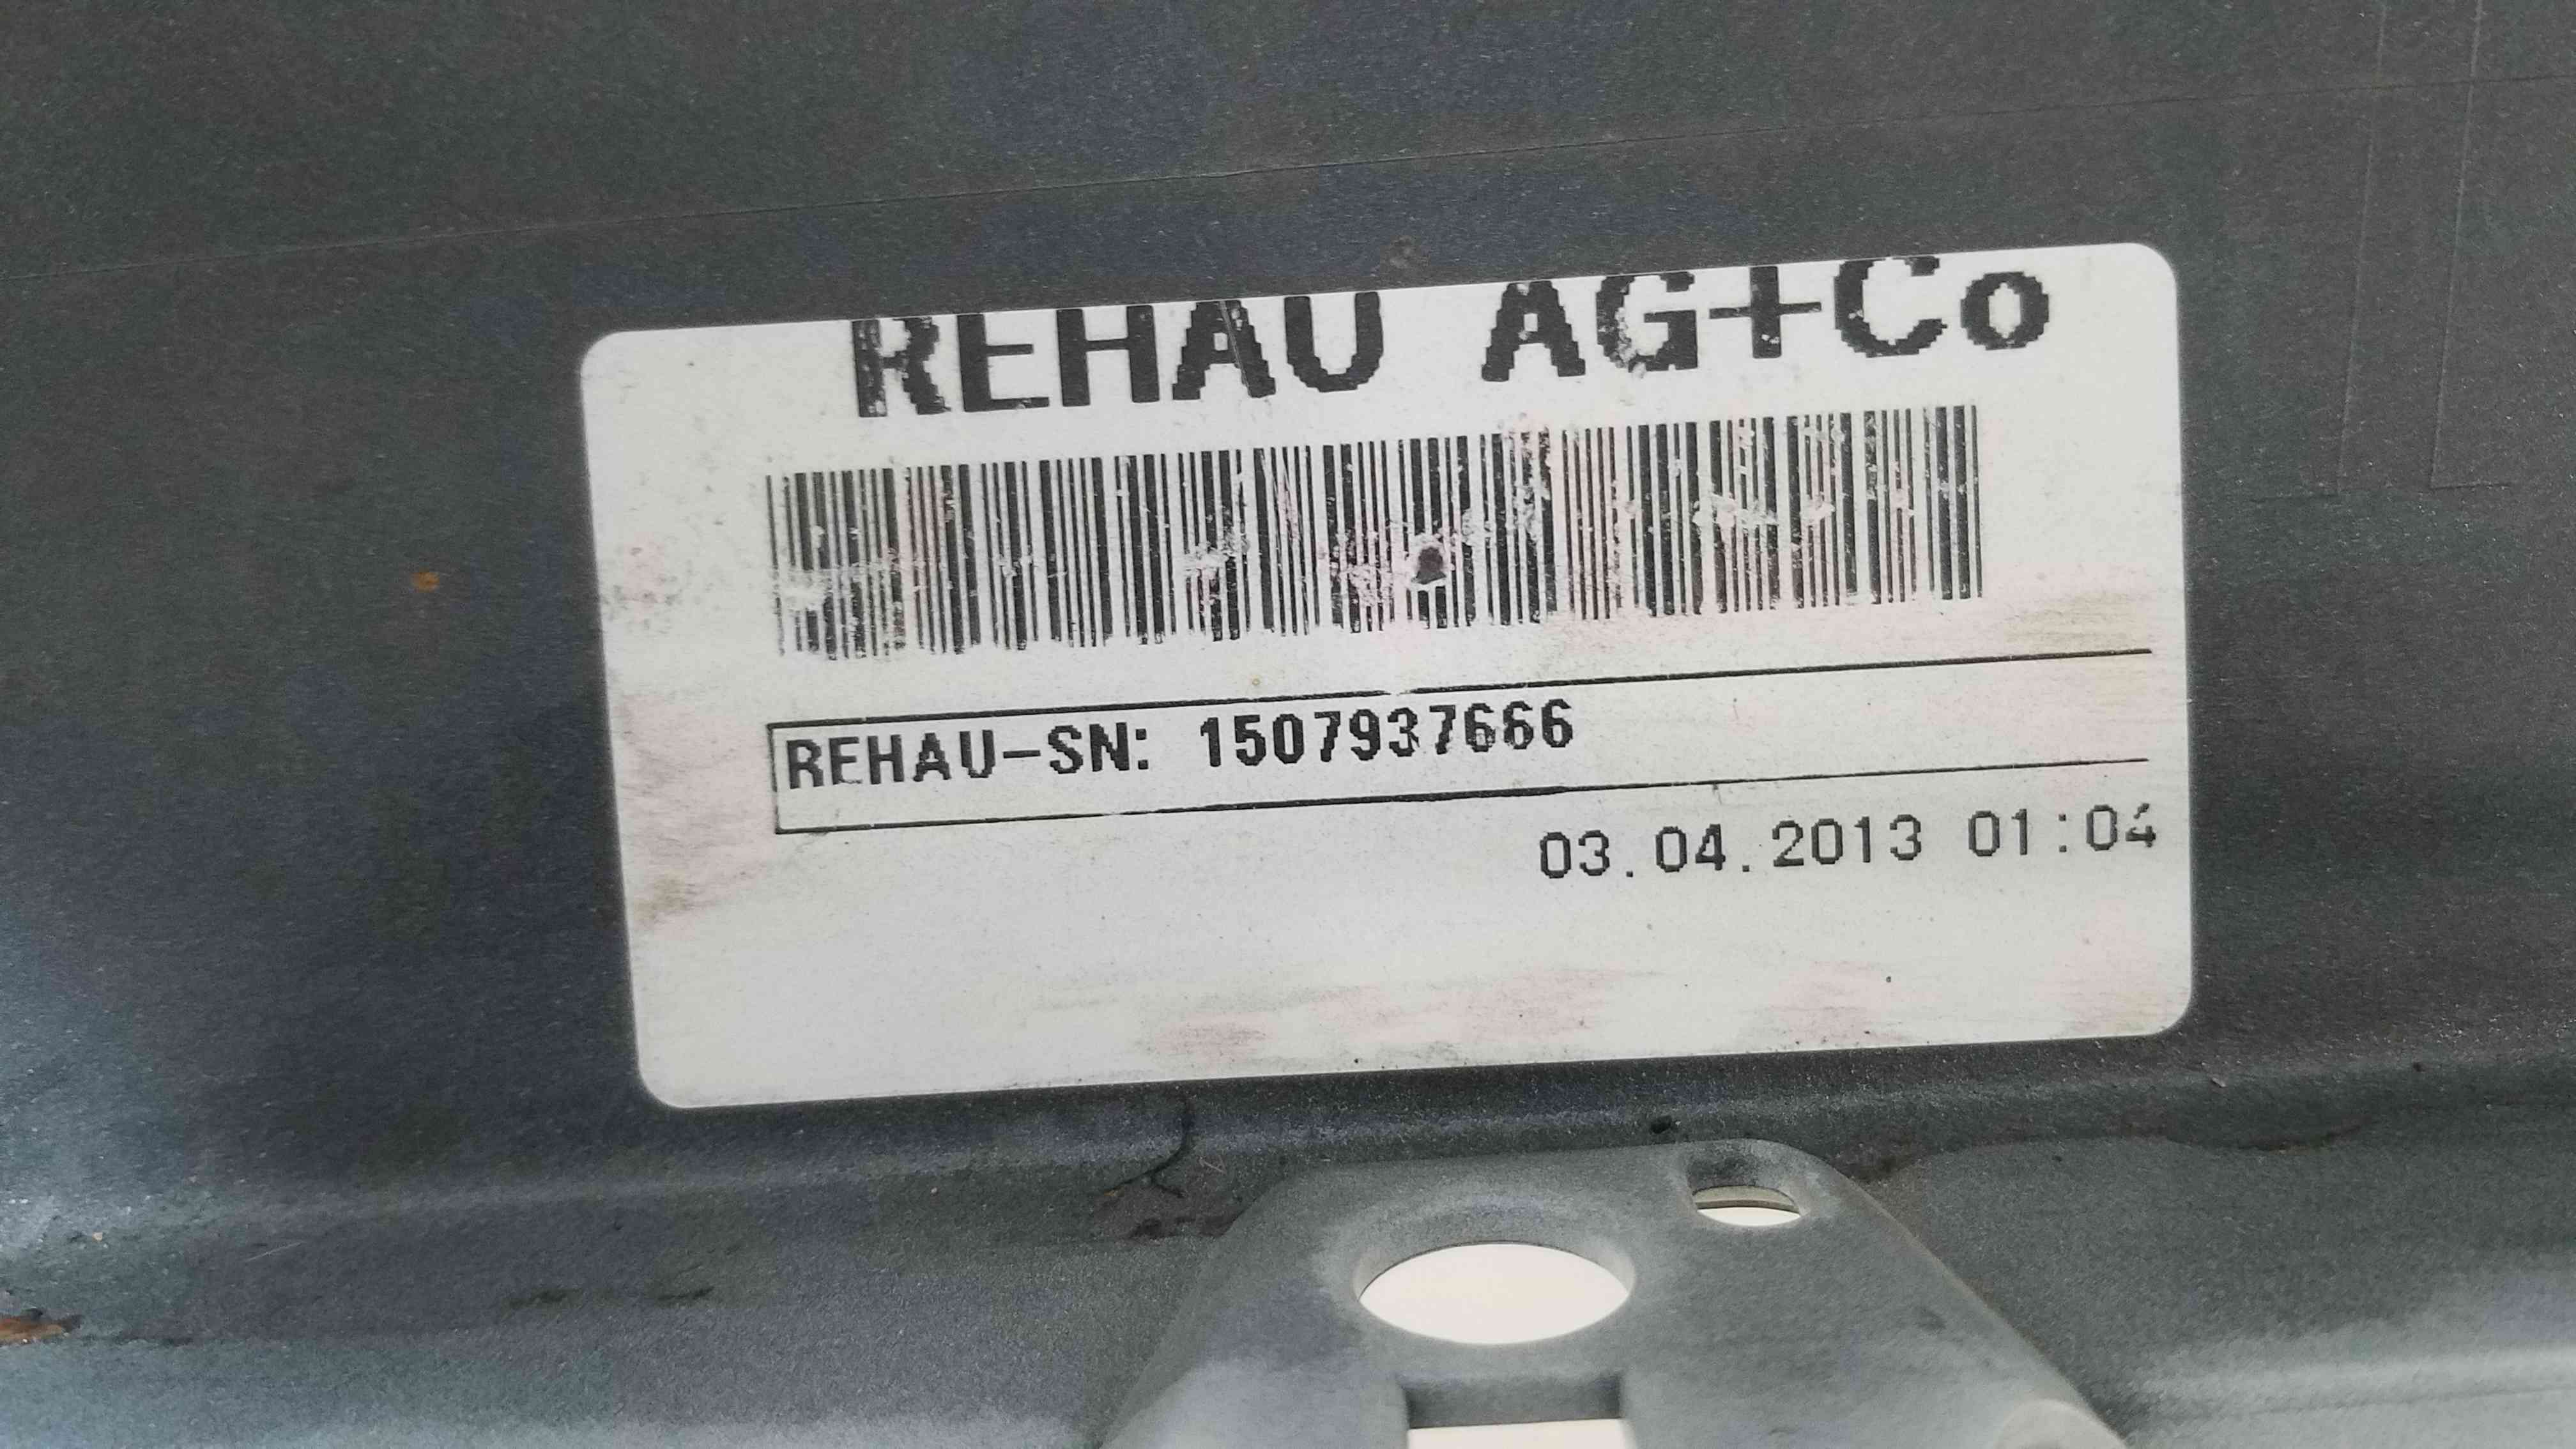 REHAU AG+Co
REHAU-SN: 1507937666
03.04.2013 01:04